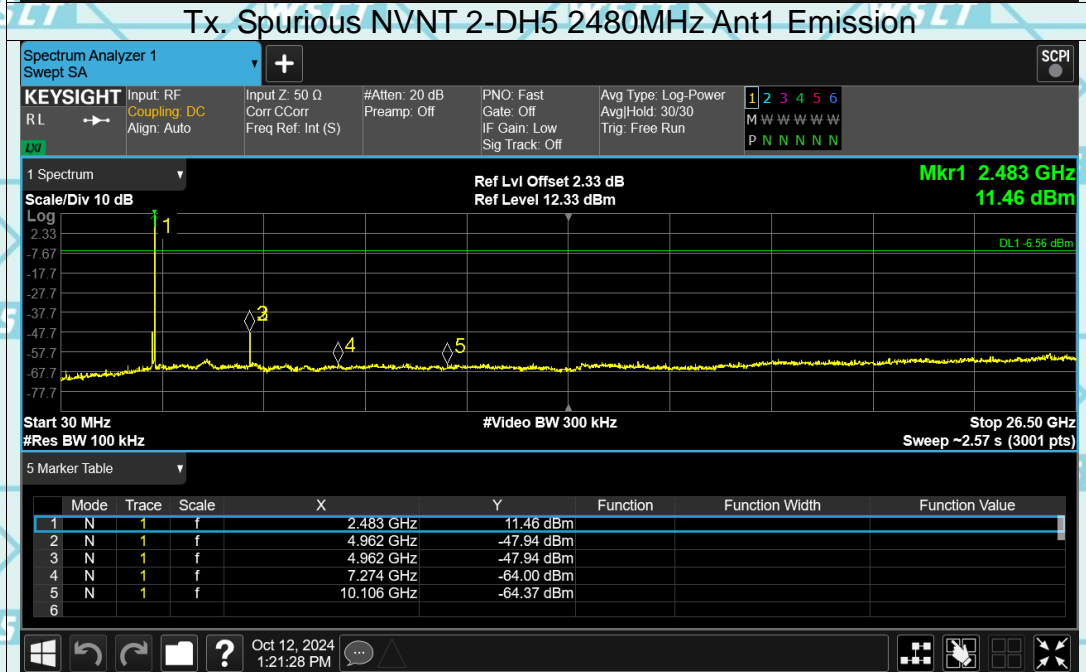 Tx. Spurious NVNT 2-DH5 2480MHz Ant1 Emission
Spectrum Analyzer 1
Swept SA
+
SCPI
KEYSIGHT
RL
LXI
Input: RF
Coupling: DC
Align: Auto
Input Z: 50 Ω
Corr CCorr
Freq Ref: Int (S)
#Atten: 20 dB
Preamp: Off
PNO: Fast
Gate: Off
IF Gain: Low
Sig Track: Off
Avg Type: Log-Power
Avg|Hold: 30/30
Trig: Free Run
1 2 3 4 5 6
M W W W W W
P N N N N N
1 Spectrum
Scale/Div 10 dB
Ref Lvl Offset 2.33 dB
Ref Level 12.33 dBm
Mkr1 2.483 GHz
11.46 dBm
Log
2.33
-7.67
-17.7
-27.7
-37.7
-47.7
-57.7
-67.7
-77.7
1
3
4
5
DL1 -6.56 dBm
Start 30 MHz
#Video BW 300 kHz
Stop 26.50 GHz
#Res BW 100 kHz
Sweep ~2.57 s (3001 pts)
5 Marker Table
Mode Trace Scale X Y Function Function Width Function Value
1 N 1 f 2.483 GHz 11.46 dBm
2 N 1 f 4.962 GHz -47.94 dBm
3 N 1 f 4.962 GHz -47.94 dBm
4 N 1 f 7.274 GHz -64.00 dBm
5 N 1 f 10.106 GHz -64.37 dBm
6
?
Oct 12, 2024
1:21:28 PM